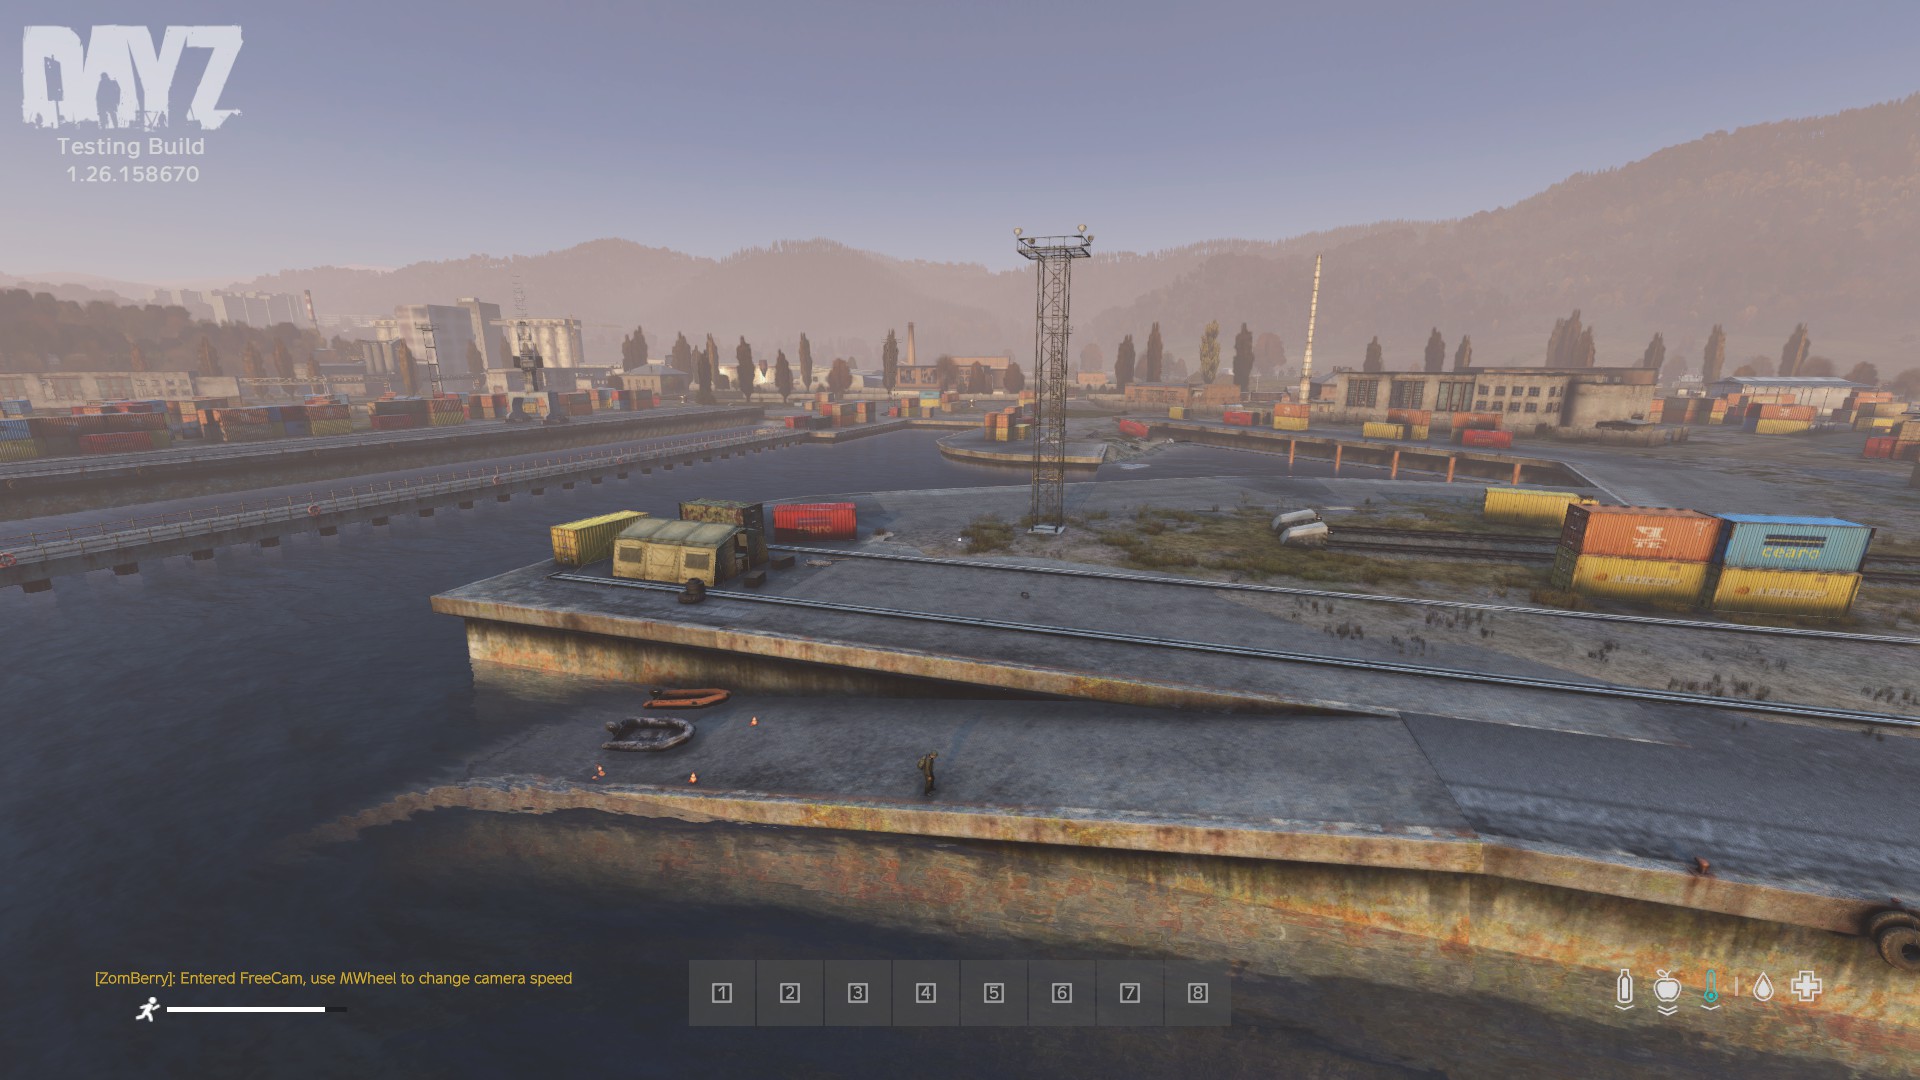 DAYZ
Testing Build
1.26.158670
cearo
[ZomBerry]: Entered FreeCam, use MWheel to change camera speed
1 2 3 4 5 6 7 8